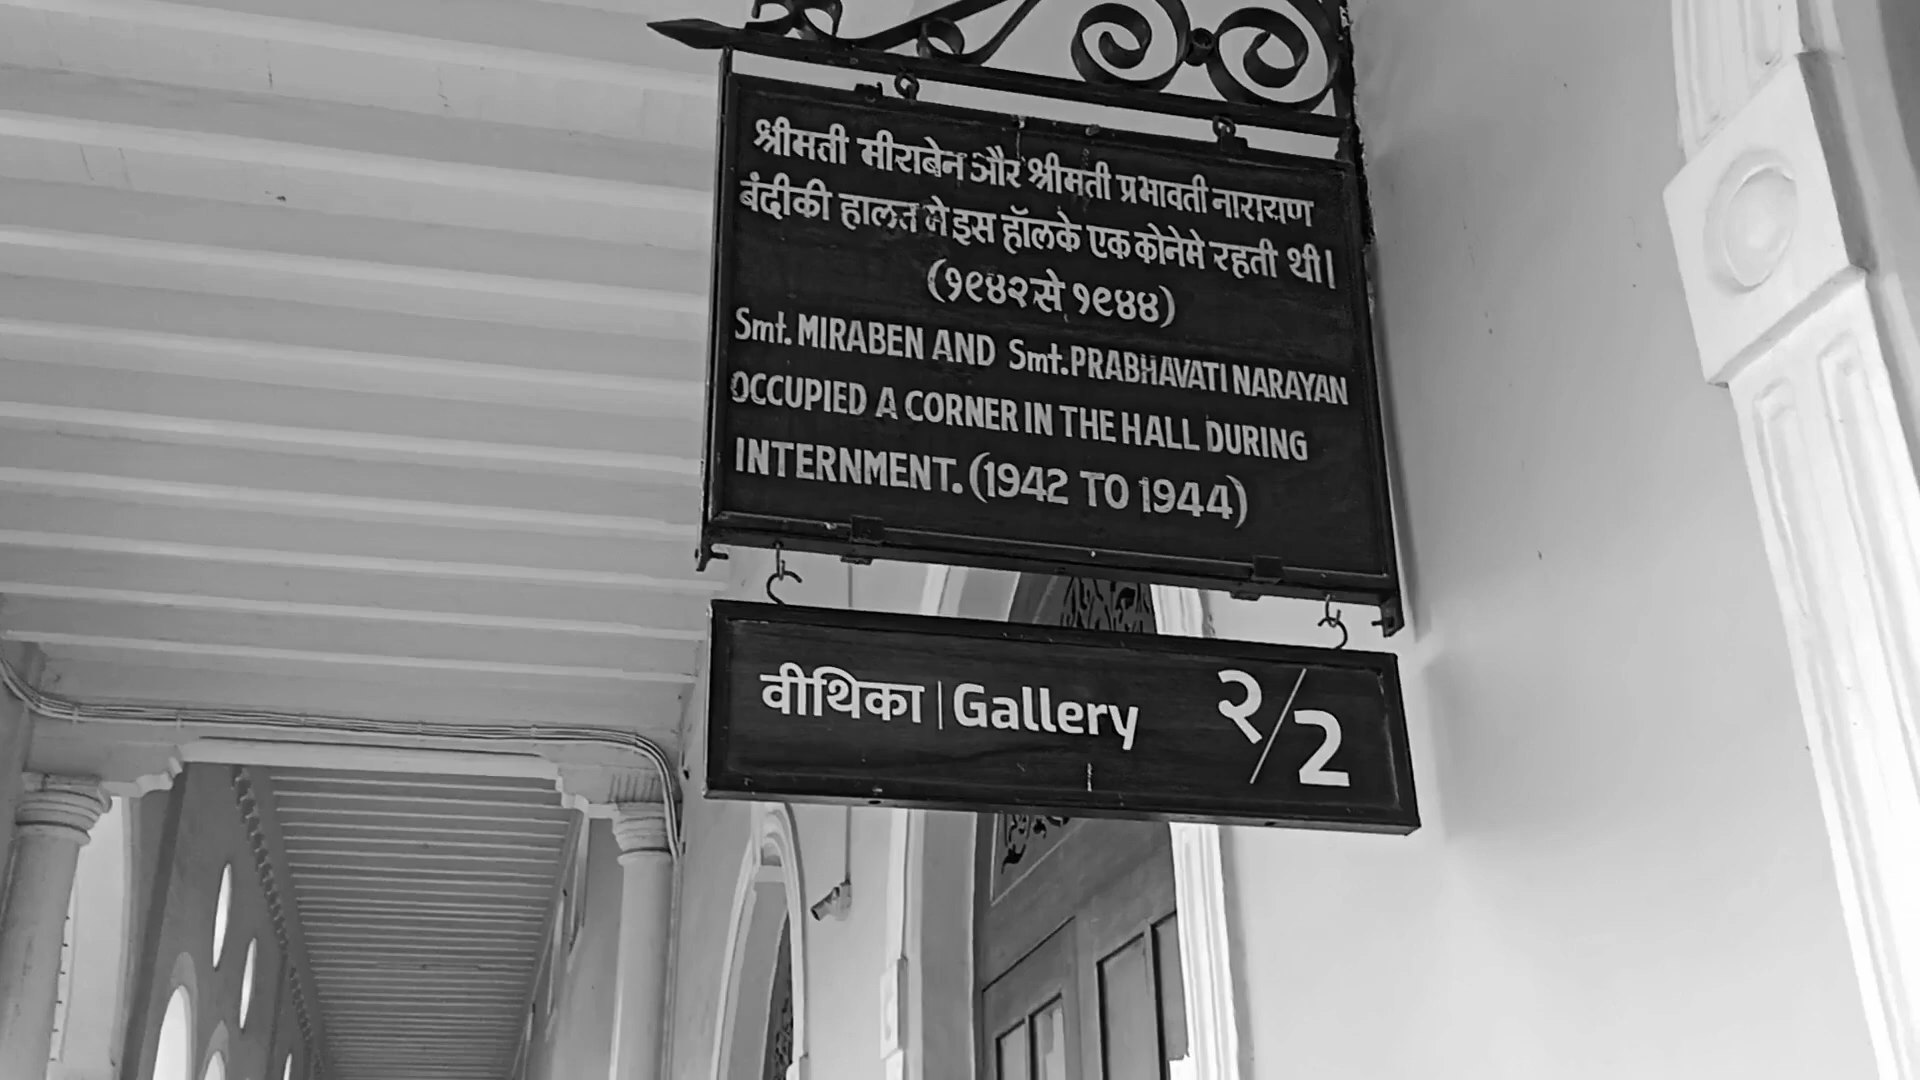 श्रीमती मीराबेन और श्रीमती प्रभावती नारायण
बंदीकी हालत मे इस हॉलके एक कोनेमे रहती थी।
(१९४२ से १९४४)
Smt. MIRABEN AND Smt. PRABHAVATI NARAYAN
OCCUPIED A CORNER IN THE HALL DURING
INTERNMENT. (1942 TO 1944)
वीथिका | Gallery २/2